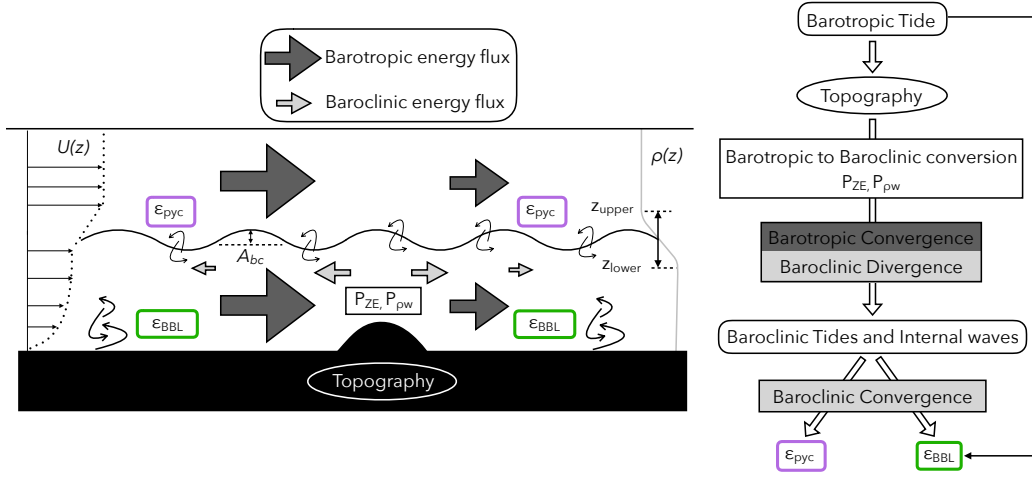 Barotropic energy flux
Baroclinic energy flux
U(z)
ρ(z)
εpyc
εpyc
zupper
Abc
zlower
PZE, Pρw
εBBL
εBBL
Topography
Barotropic Tide
Topography
Barotropic to Baroclinic conversion
PZE, Pρw
Barotropic Convergence
Baroclinic Divergence
Baroclinic Tides and Internal waves
Baroclinic Convergence
εpyc
εBBL